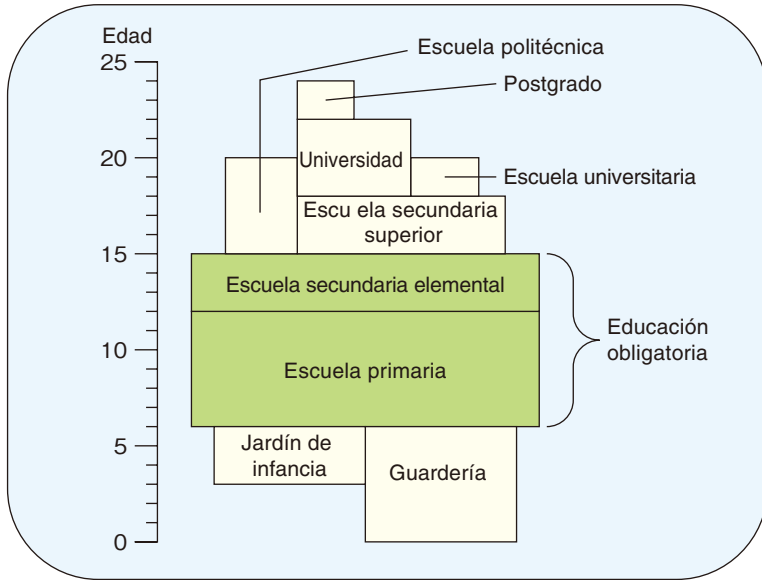 Edad
25
20
15
10
5
0
Escuela politécnica
Postgrado
Universidad
Escuela universitaria
Escu ela secundaria
superior
Escuela secundaria elemental
Escuela primaria
Educación
obligatoria
Jardín de
infancia
Guardería